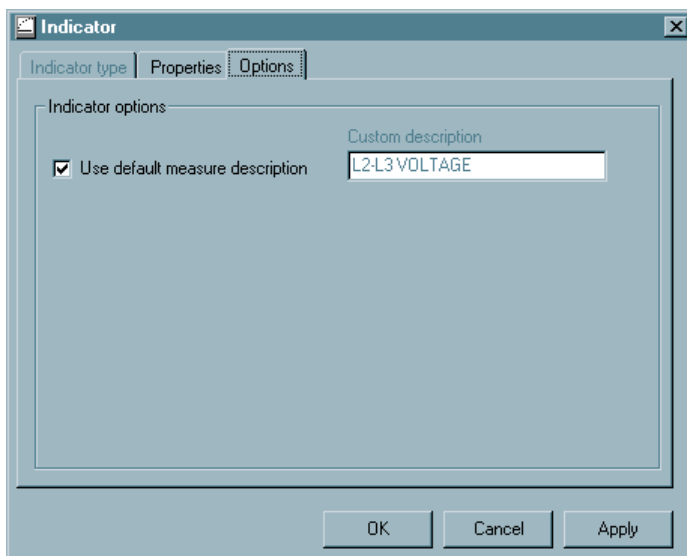 Indicator
Indicator type Properties Options
Indicator options
Custom description
Use default measure description L2-L3 VOLTAGE
OK Cancel Apply